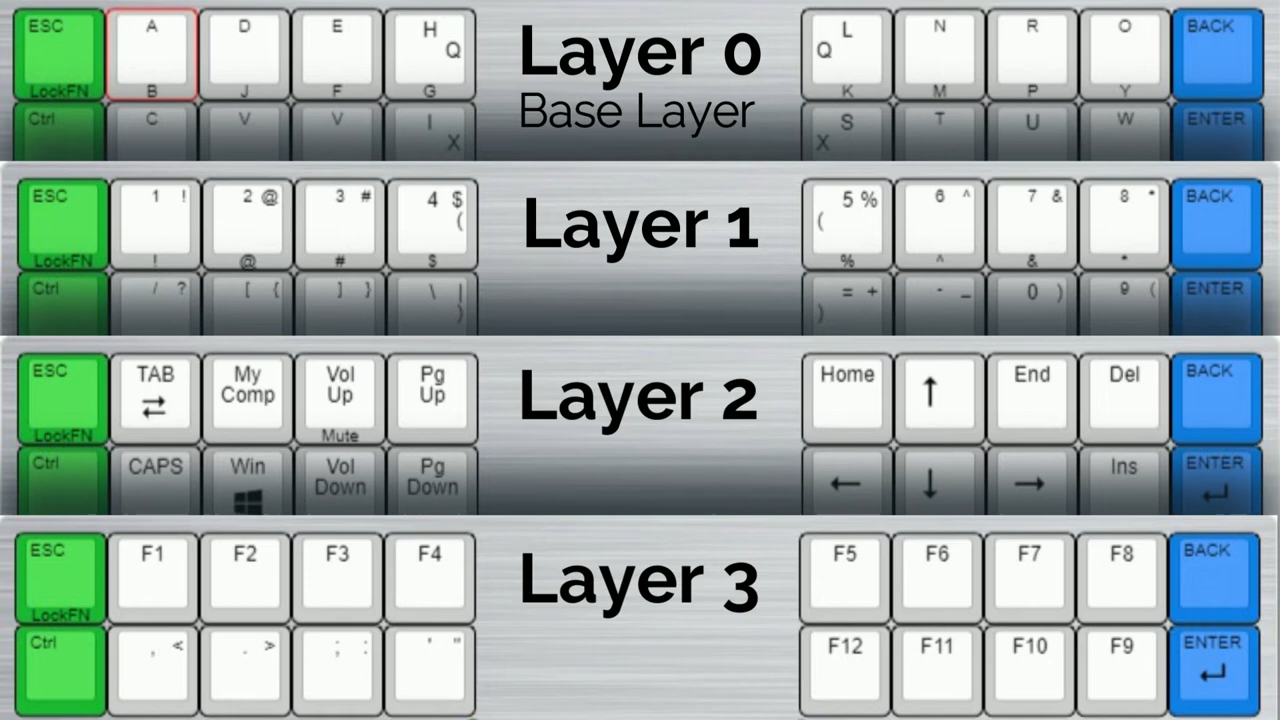 ESC A D E H Q Layer 0 Q L N R O BACK
LockFN B J F G Base Layer K M P Y
Ctrl C V V I X X S T U W ENTER
ESC 1 ! 2 @ 3 # 4 $ ( Layer 1 5 % ( 6 ^ 7 & 8 * BACK
LockFN ! @ # $ % ^ & *
Ctrl / ? [ { ] } \ | ) = + ) - _ 0 ) 9 ( ENTER
ESC TAB ⇄ My Comp Vol Up Pg Up Layer 2 Home ↑ End Del BACK
LockFN Mute
Ctrl CAPS Win Vol Down Pg Down ← ↓ → Ins ENTER ↵
ESC F1 F2 F3 F4 Layer 3 F5 F6 F7 F8 BACK
LockFN
Ctrl , < . > ; : ' " F12 F11 F10 F9 ENTER ↵